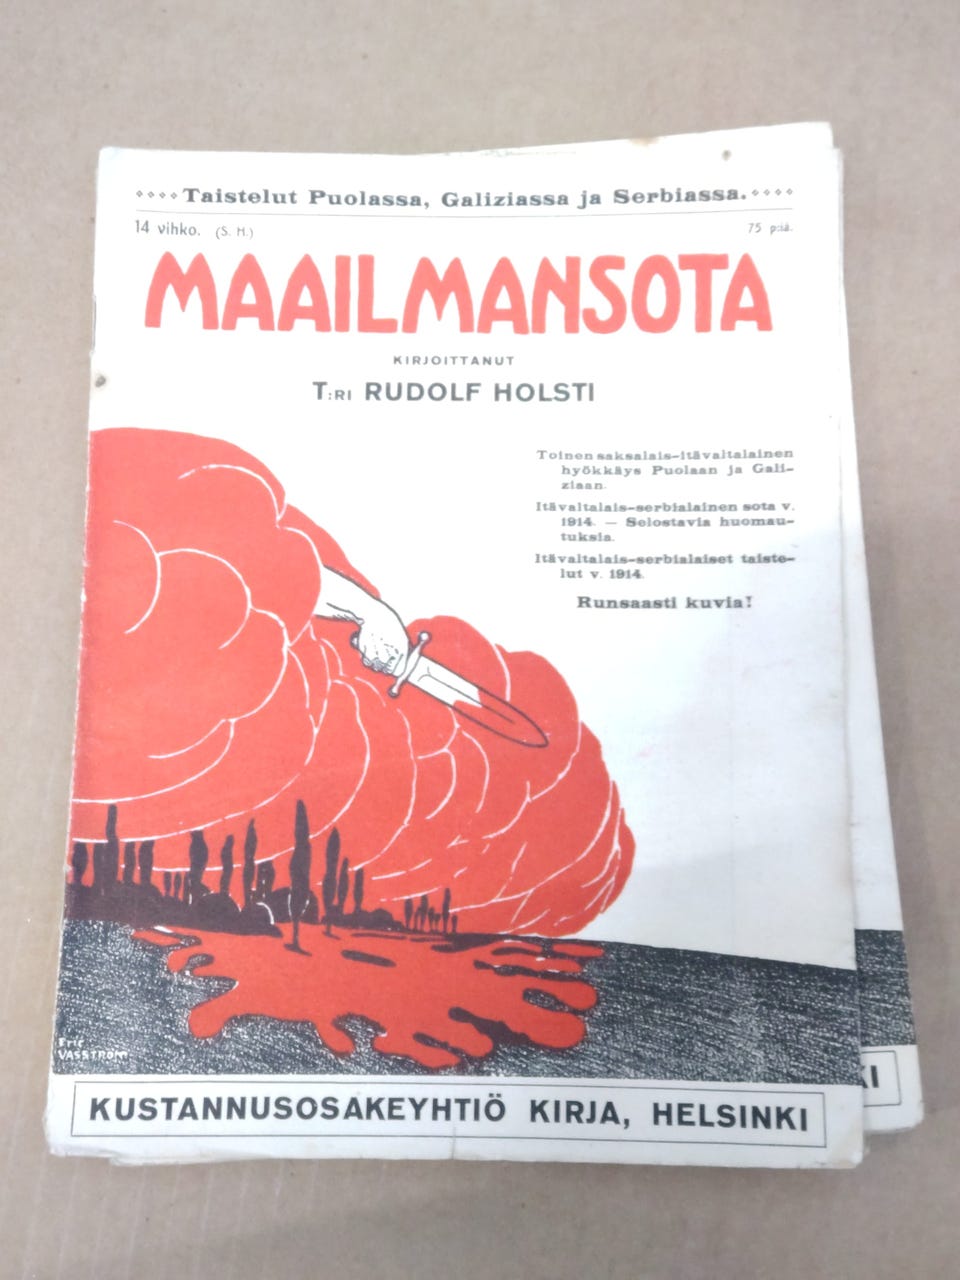 Taistelut Puolassa, Galiziassa ja Serbiassa.
14 vihko. (S. M.) 75 p:iä.
MAAILMANSOTA
KIRJOITTANUT
T:RI RUDOLF HOLSTI
Toinen saksalais-itävaltalainen
hyökkäys Puolaan ja Gali-
ziaan.
Itävaltalais-serbialainen sota v.
1914. — Selostavia huomau-
tuksia.
Itävaltalais-serbialaiset taiste-
lut v. 1914.
Runsaasti kuvia!
Eric
VASSTRÖM
KUSTANNUSOSAKEYHTIÖ KIRJA, HELSINKI
KI